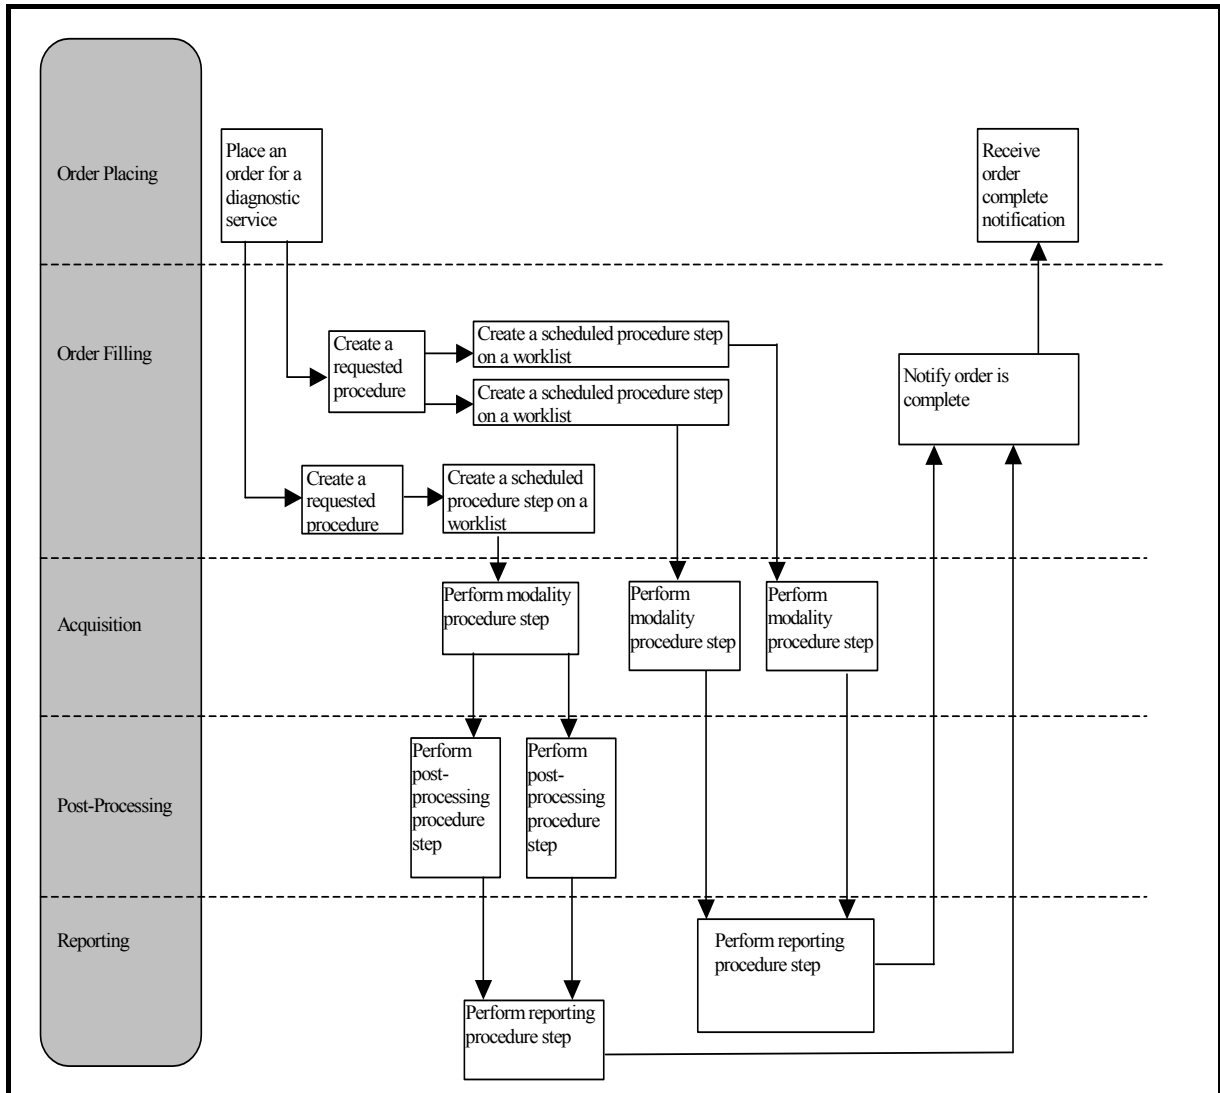 Order Placing
Place an
order for a
diagnostic
service
Receive
order
complete
notification
Order Filling
Create a
requested
procedure
Create a scheduled procedure step
on a worklist
Create a scheduled procedure step
on a worklist
Notify order is
complete
Create a
requested
procedure
Create a scheduled
procedure step on a
worklist
Acquisition
Perform modality
procedure step
Perform
modality
procedure step
Perform
modality
procedure step
Post-Processing
Perform
post-
processing
procedure
step
Perform
post-
processing
procedure
step
Reporting
Perform reporting
procedure step
Perform reporting
procedure step